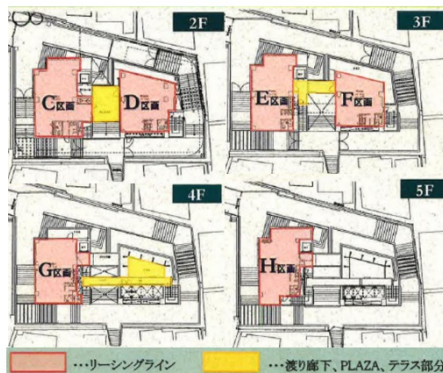 2F
3F
C区画
D区画
E区画
F区画
4F
5F
G区画
H区画
…リーシングライン
…渡り廊下、PLAZA、テラス部分